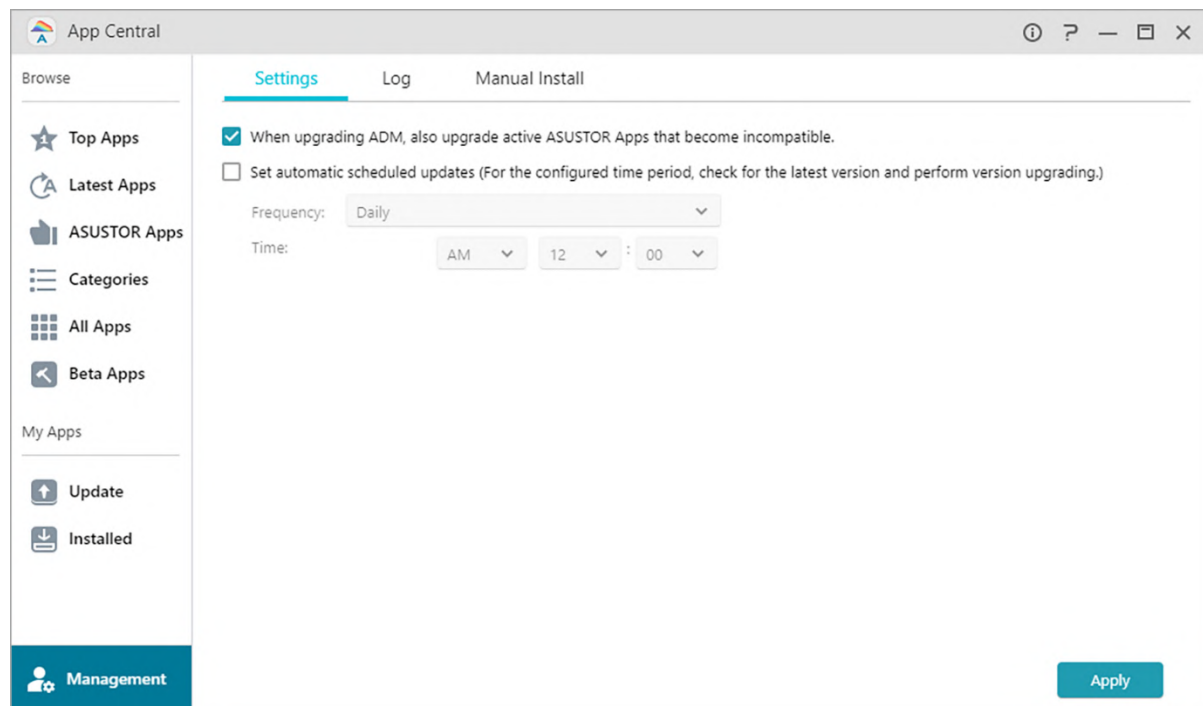 App Central
Browse
Top Apps
Latest Apps
ASUSTOR Apps
Categories
All Apps
Beta Apps
My Apps
Update
Installed
Management
Settings Log Manual Install
When upgrading ADM, also upgrade active ASUSTOR Apps that become incompatible.
Set automatic scheduled updates (For the configured time period, check for the latest version and perform version upgrading.)
Frequency: Daily
Time: AM 12 : 00
Apply